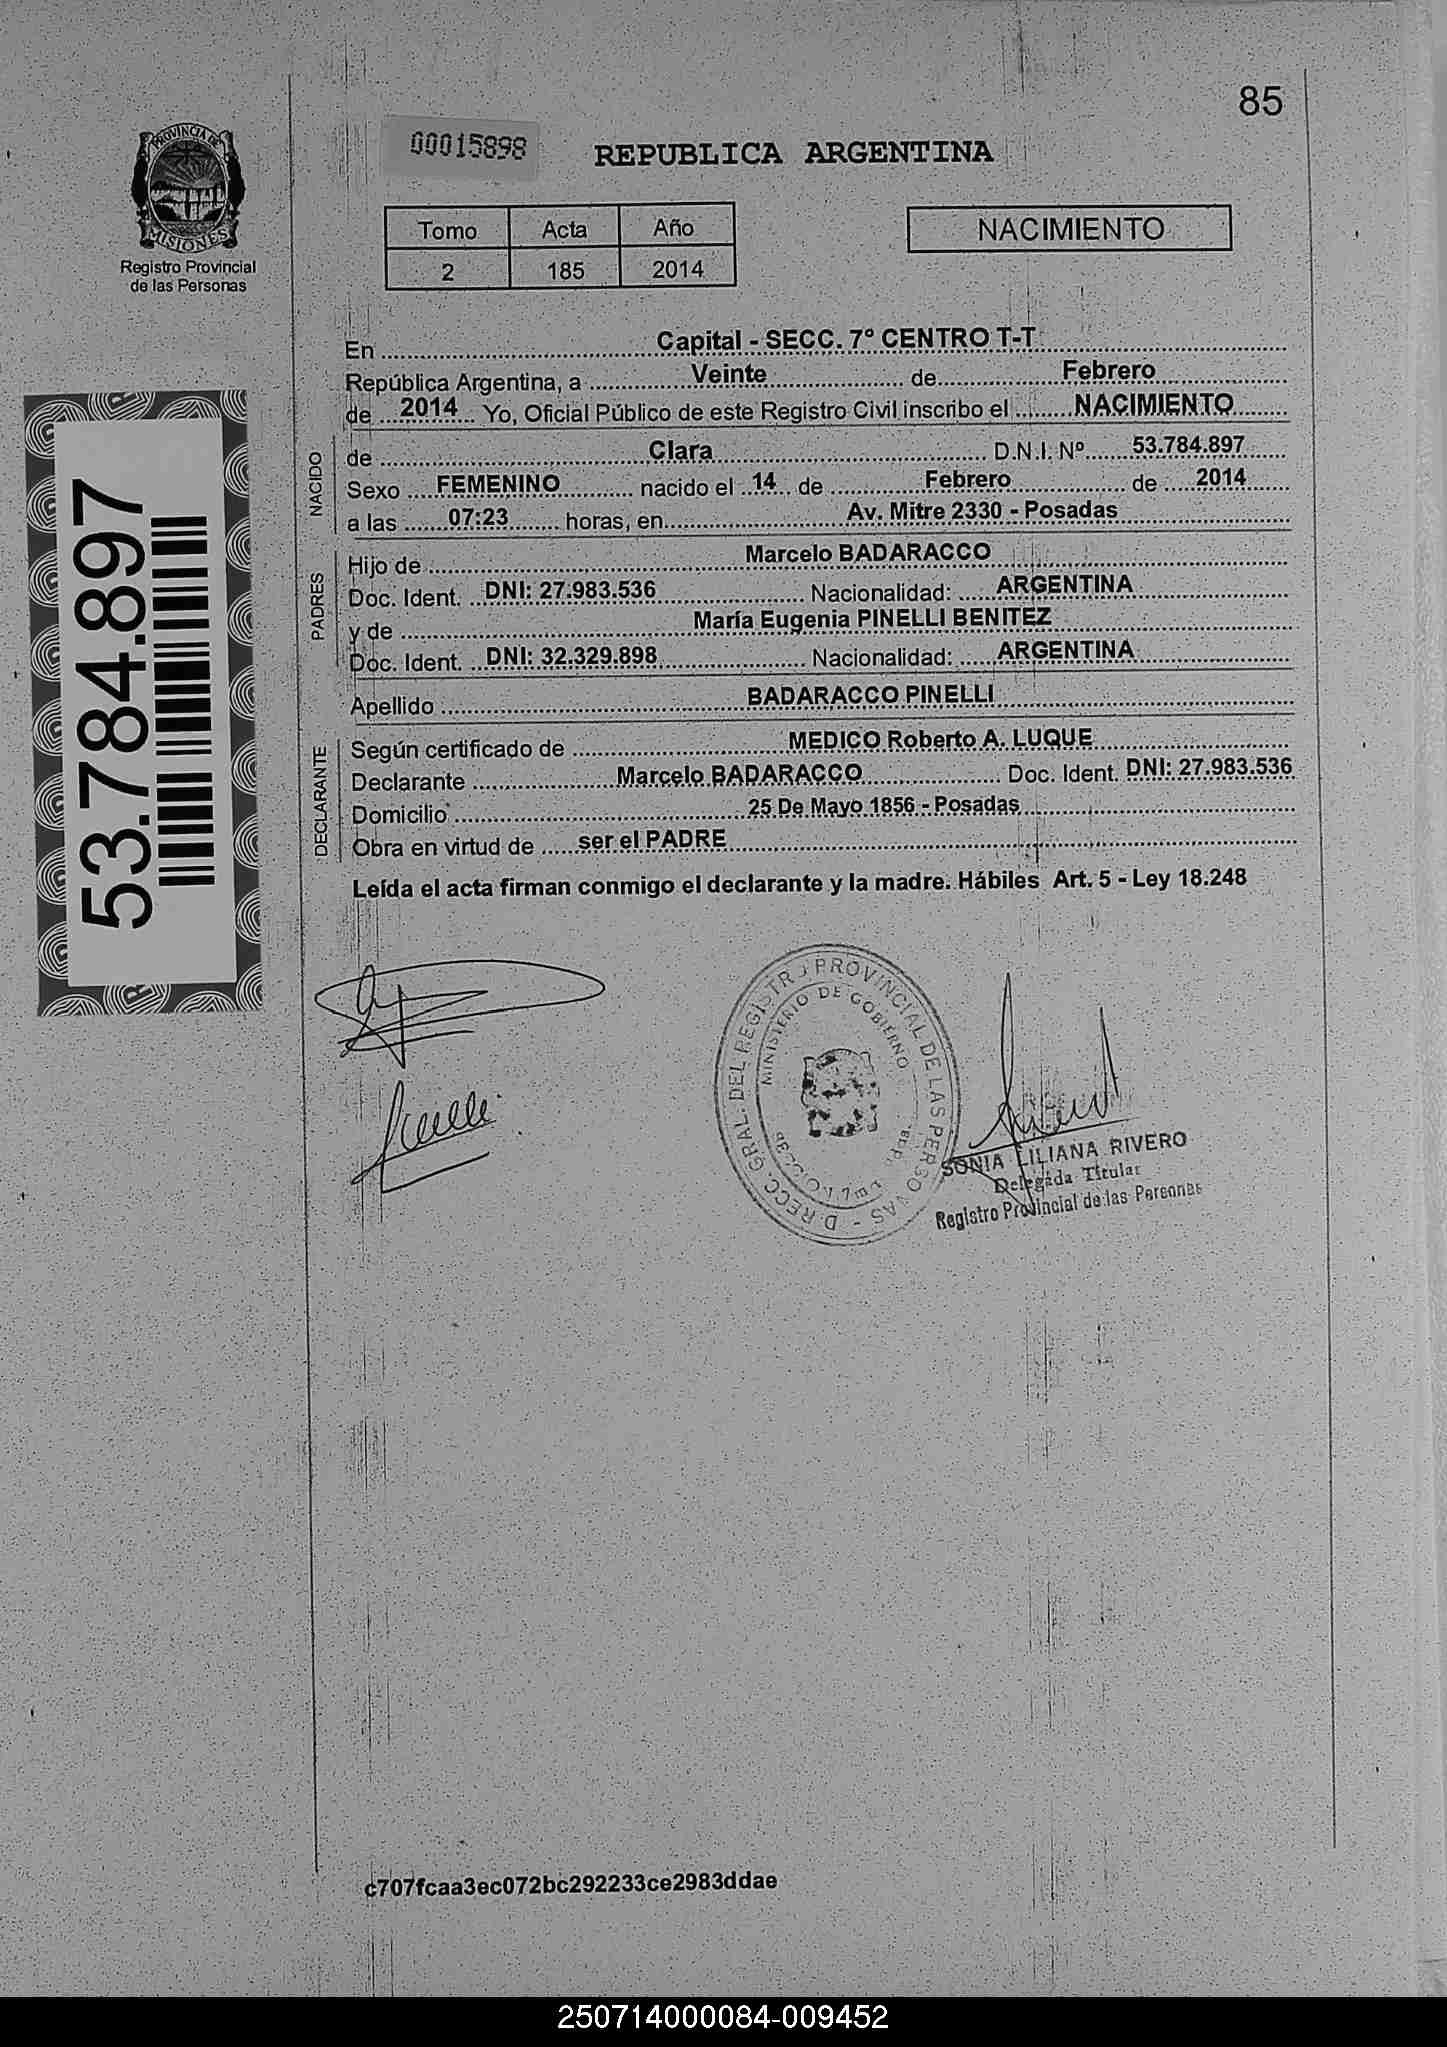 85
00015898
REPUBLICA ARGENTINA
PROVINCIA DE
MISIONES
Registro Provincial
de las Personas
Tomo Acta Año
2 185 2014
NACIMIENTO
En Capital - SECC. 7º CENTRO T-T
República Argentina, a Veinte de Febrero
de 2014 Yo, Oficial Público de este Registro Civil inscribo el NACIMIENTO
NACIDO
de Clara D.N.I. Nº 53.784.897
Sexo FEMENINO nacido el 14 de Febrero de 2014
a las 07:23 horas, en Av. Mitre 2330 - Posadas
PADRES
Hijo de Marcelo BADARACCO
Doc. Ident. DNI: 27.983.536 Nacionalidad: ARGENTINA
y de María Eugenia PINELLI BENITEZ
Doc. Ident. DNI: 32.329.898 Nacionalidad: ARGENTINA
Apellido BADARACCO PINELLI
DECLARANTE
Según certificado de MEDICO Roberto A. LUQUE
Declarante Marcelo BADARACCO Doc. Ident. DNI: 27.983.536
Domicilio 25 De Mayo 1856 - Posadas
Obra en virtud de ser el PADRE
Leída el acta firman conmigo el declarante y la madre. Hábiles Art. 5 - Ley 18.248
53.784.897
GRAL. DEL REGISTRO PROVINCIAL DE LAS PERSONAS
MINISTERIO DE GOBIERNO
SONIA LILIANA RIVERO
Delegada Titular
Registro Provincial de las Personas
c707fcaa3ec072bc292233ce2983ddae
250714000084-009452